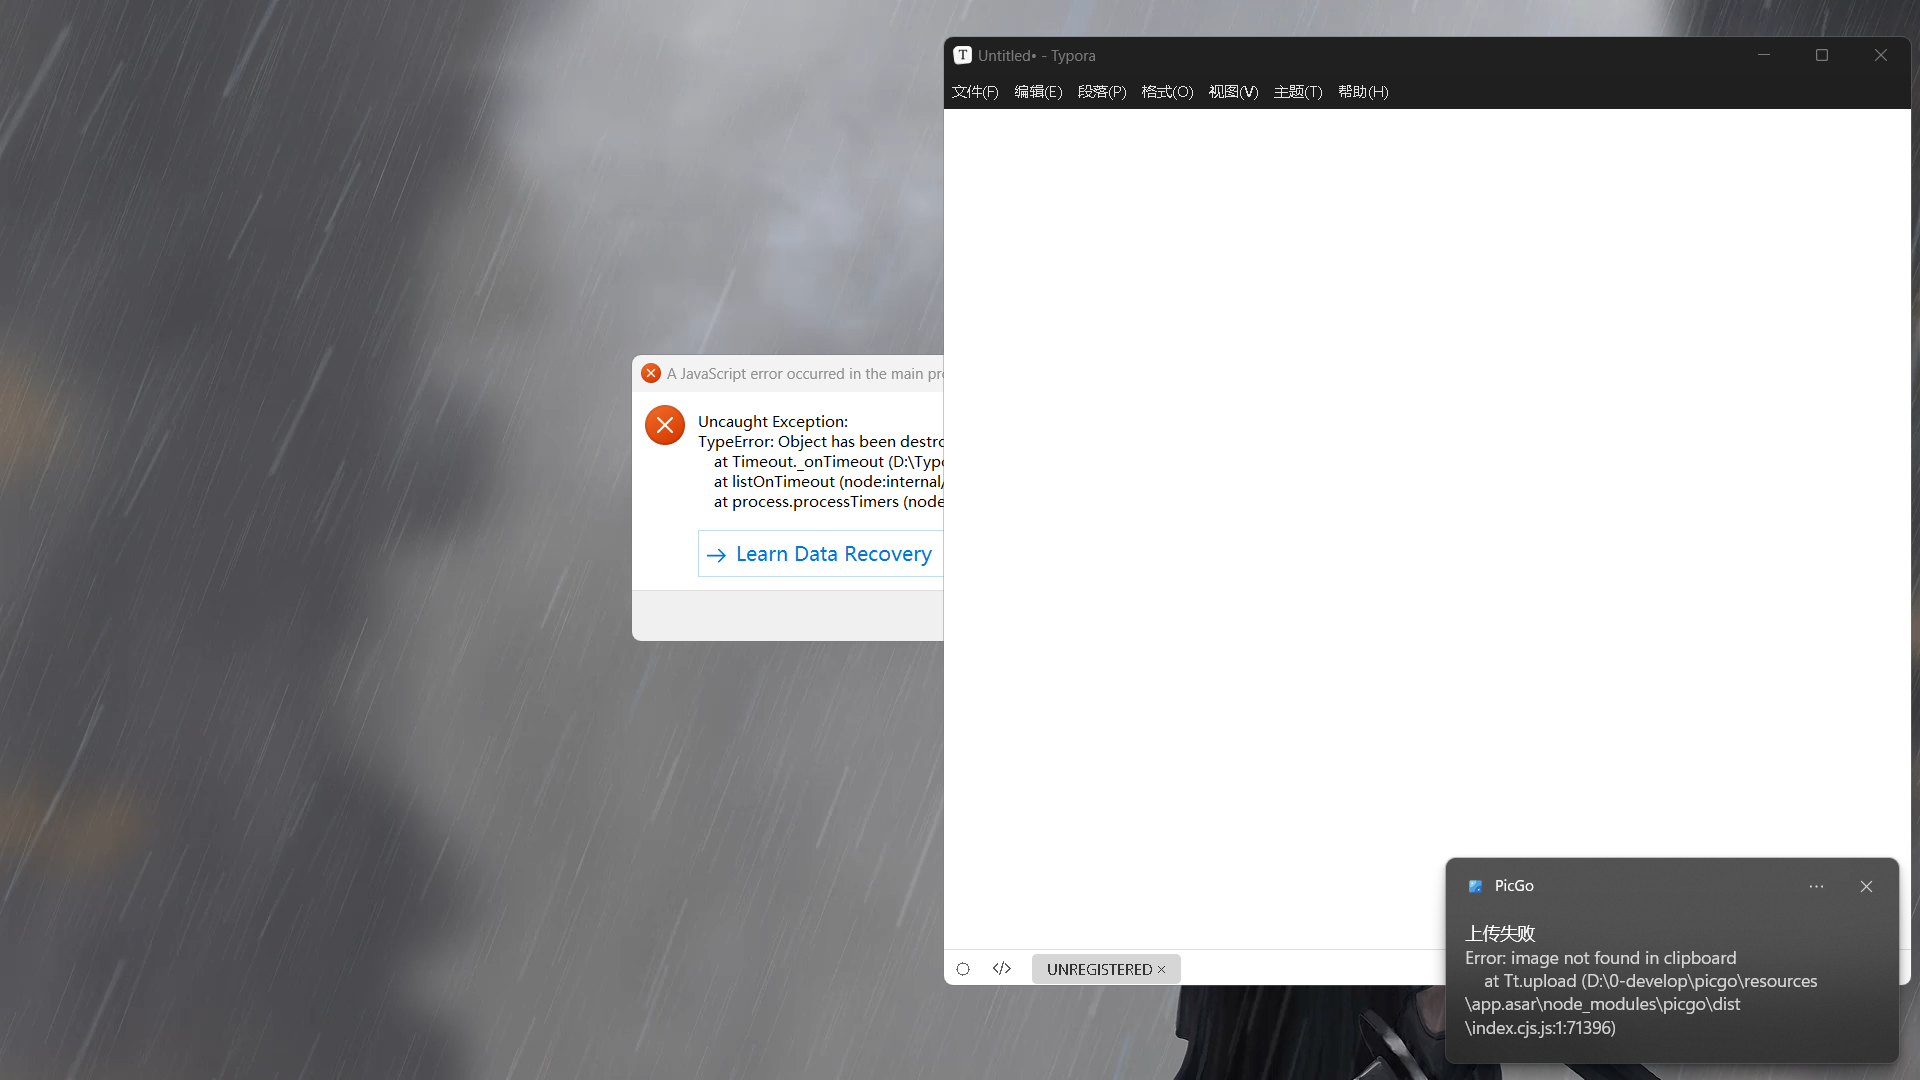 Untitled• - Typora
文件(F) 编辑(E) 段落(P) 格式(O) 视图(V) 主题(T) 帮助(H)
A JavaScript error occurred in the main
Uncaught Exception:
TypeError: Object has been
at Timeout._onTimeout
at listOnTimeout (node:internal/
at process.processTimers (node
→ Learn Data Recovery
UNREGISTERED ×
PicGo
上传失败
Error: image not found in clipboard
at Tt.upload (D:\0-develop\picgo\resources
\app.asar\node_modules\picgo\dist
\index.cjs.js:1:71396)